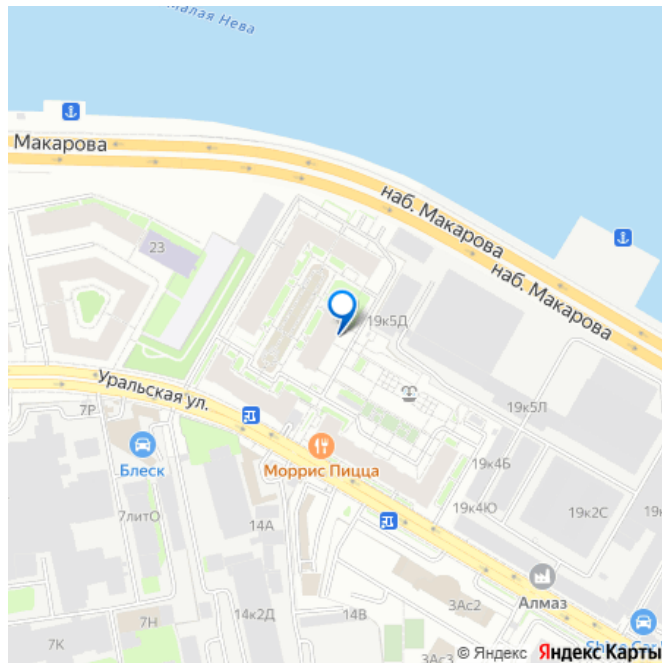 Малая Нева
Макарова
наб. Макарова
наб. Макарова
23
19к5Д
Уральская ул.
7Р
19к5Л
Блеск
Моррис Пицца
19к4Б
7литО
14А
19к4Ю
19к2С
Алмаз
3Ас2
7Н
14к2Д
14В
7К
3Ас3
© Яндекс Яндекс Карты